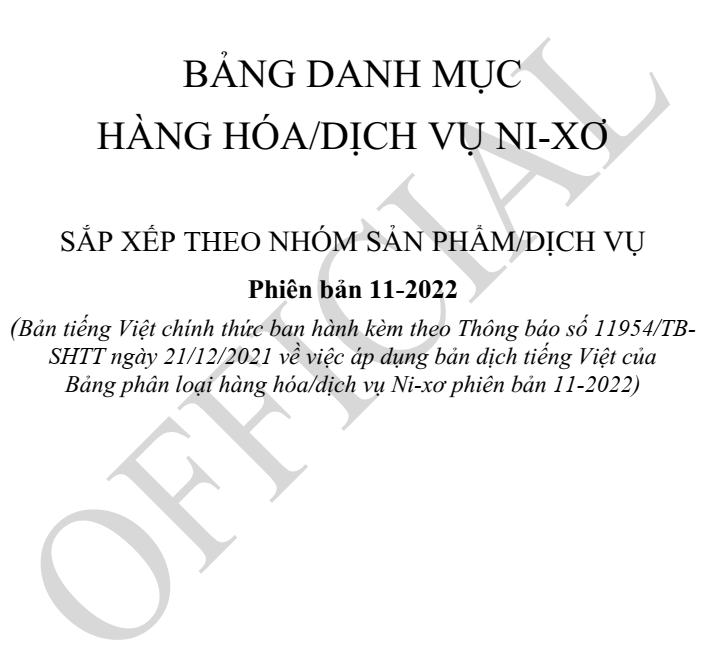 BẢNG DANH MỤC
HÀNG HÓA/DỊCH VỤ NI-XƠ
SẮP XẾP THEO NHÓM SẢN PHẨM/DỊCH VỤ
Phiên bản 11-2022
(Bản tiếng Việt chính thức ban hành kèm theo Thông báo số 11954/TB-
SHTT ngày 21/12/2021 về việc áp dụng bản dịch tiếng Việt của
Bảng phân loại hàng hóa/dịch vụ Ni-xơ phiên bản 11-2022)
OFFICIAL